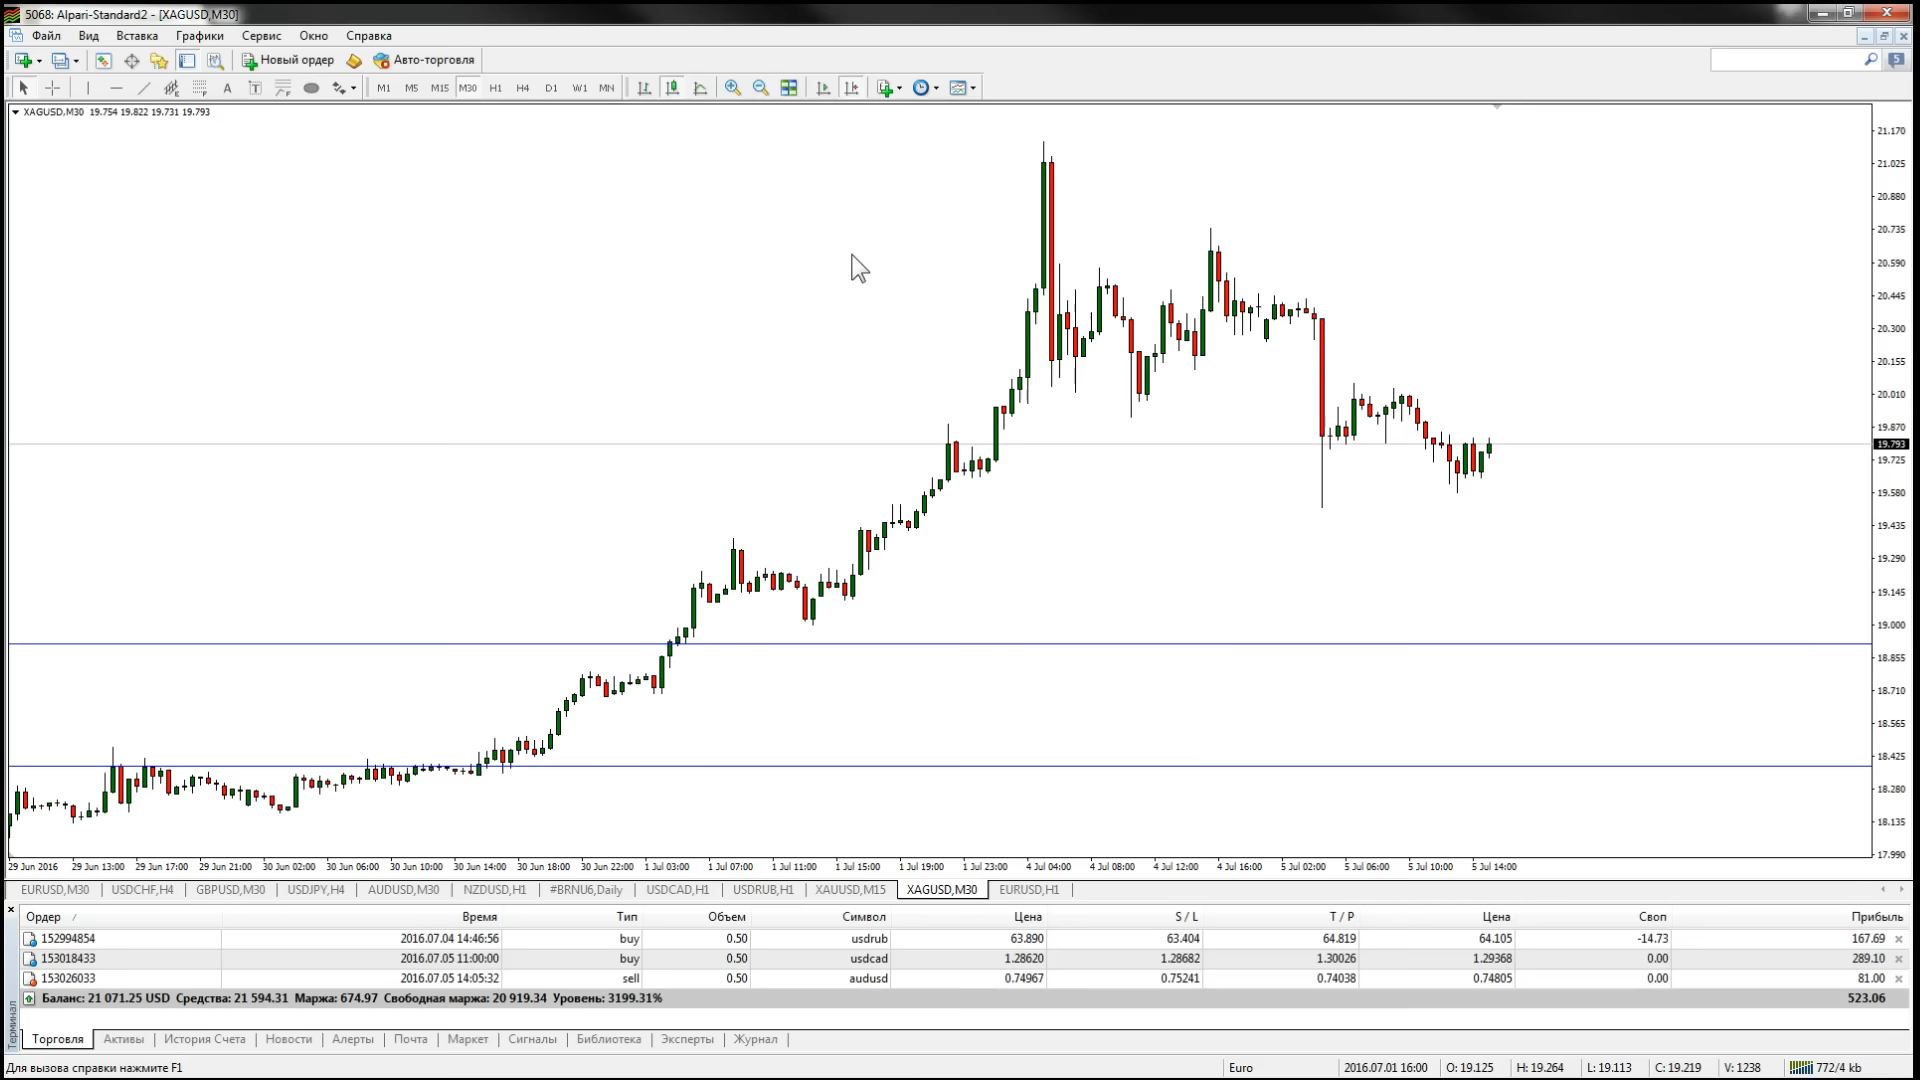 5068: Alpari-Standard2 - [XAGUSD,M30]
Файл Вид Вставка Графики Сервис Окно Справка
Новый ордер Авто-торговля 5
A T M1 M5 M15 M30 H1 H4 D1 W1 MN
XAGUSD,M30 19.754 19.822 19.731 19.793
21.170
21.025
20.880
20.735
20.590
20.445
20.300
20.155
20.010
19.870
19.793
19.725
19.580
19.435
19.290
19.145
19.000
18.855
18.710
18.565
18.425
18.280
18.135
17.990
29 Jun 2016 29 Jun 13:00 29 Jun 17:00 29 Jun 21:00 30 Jun 02:00 30 Jun 06:00 30 Jun 10:00 30 Jun 14:00 30 Jun 18:00 30 Jun 22:00 1 Jul 03:00 1 Jul 07:00 1 Jul 11:00 1 Jul 15:00 1 Jul 19:00 1 Jul 23:00 4 Jul 04:00 4 Jul 08:00 4 Jul 12:00 4 Jul 16:00 5 Jul 02:00 5 Jul 06:00 5 Jul 10:00 5 Jul 14:00
EURUSD,M30 USDCHF,H4 GBPUSD,M30 USDJPY,H4 AUDUSD,M30 NZDUSD,H1 #BRNU6,Daily USDCAD,H1 USDRUB,H1 XAUUSD,M15 XAGUSD,M30 EURUSD,H1
Ордер Время Тип Объем Символ Цена S / L T / P Цена Своп Прибыль
152994854 2016.07.04 14:46:56 buy 0.50 usdrub 63.890 63.404 64.819 64.105 -14.73 167.69
153018433 2016.07.05 11:00:00 buy 0.50 usdcad 1.28620 1.28682 1.30026 1.29368 0.00 289.10
153026033 2016.07.05 14:05:32 sell 0.50 audusd 0.74967 0.75241 0.74038 0.74805 0.00 81.00
Баланс: 21 071.25 USD Средства: 21 594.31 Маржа: 674.97 Свободная маржа: 20 919.34 Уровень: 3199.31% 523.06
Терминал
Торговля Активы История Счета Новости Алерты Почта Маркет Сигналы Библиотека Эксперты Журнал
Для вызова справки нажмите F1 Euro 2016.07.01 16:00 O: 19.125 H: 19.264 L: 19.113 C: 19.219 V: 1238 772/4 kb